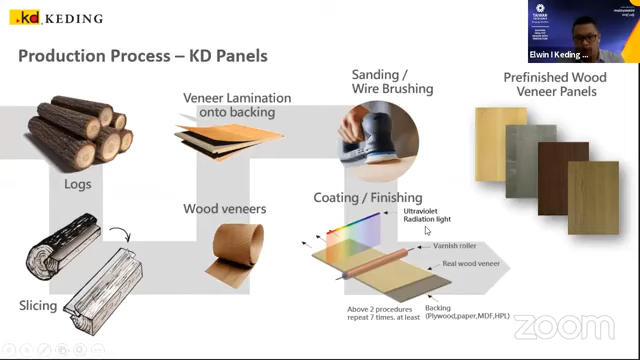 kd KEDING
Production Process – KD Panels
Logs
Slicing
Veneer Lamination
onto backing
Wood veneers
Sanding /
Wire Brushing
Coating / Finishing
Ultraviolet
Radiation light
Varnish roller
Real wood veneer
Backing
(Plywood,paper,MDF,HPL)
Above 2 procedures
repeat 7 times. at least
Prefinished Wood
Veneer Panels
Elwin I Keding ...
zoom